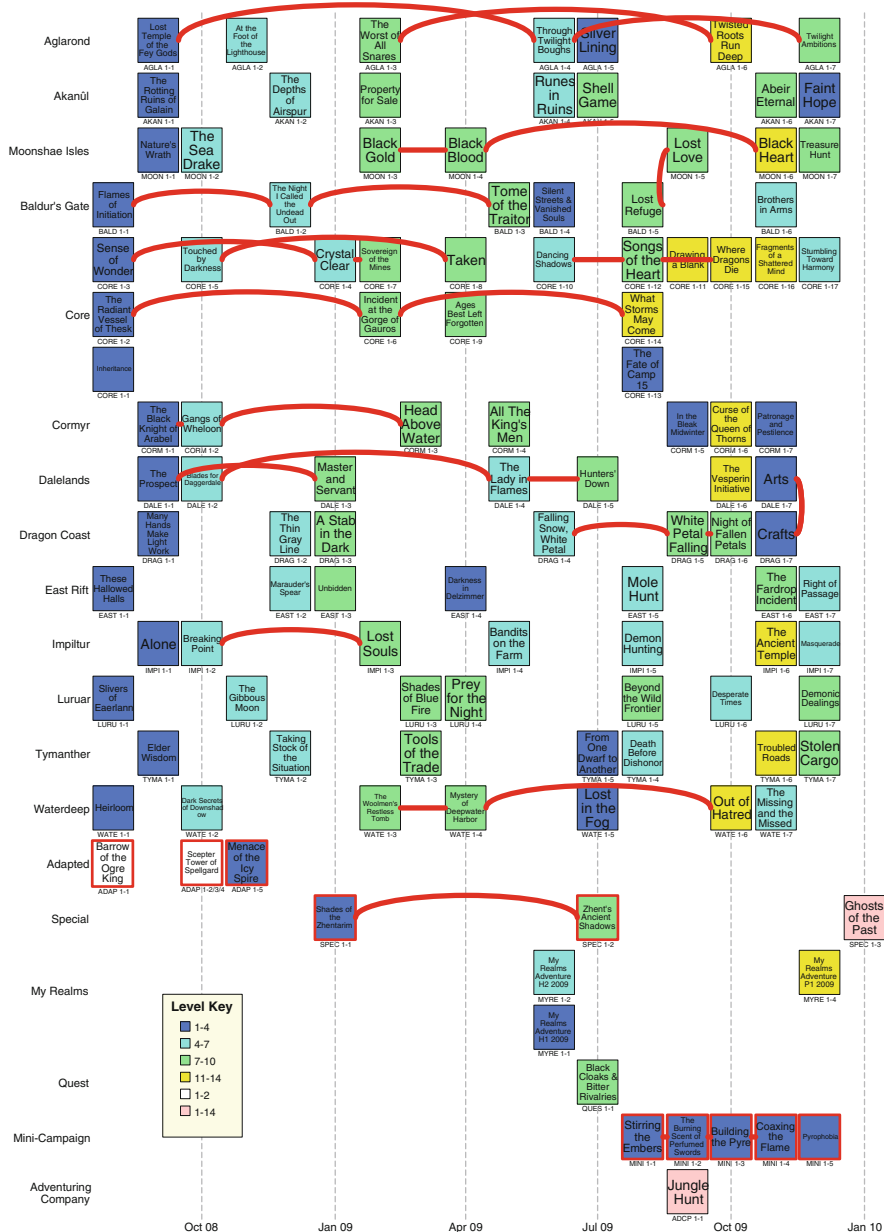 Aglarond
Lost Temple of the Fey Gods
AGLA 1-1
At the Foot of the Lighthouse
AGLA 1-2
The Worst of All Snares
AGLA 1-3
Through Twilight Boughs
AGLA 1-4
Silver Lining
AGLA 1-5
Twisted Roots Run Deep
AGLA 1-6
Twilight Ambitions
AGLA 1-7
Akanûl
The Rotting Ruins of Galain
AKAN 1-1
The Depths of Airspur
AKAN 1-2
Property for Sale
AKAN 1-3
Runes in Ruins
AKAN 1-4
Shell Game
AKAN 1-5
Abeir Eternal
AKAN 1-6
Faint Hope
AKAN 1-7
Moonshae Isles
Nature's Wrath
MOON 1-1
The Sea Drake
MOON 1-2
Black Gold
MOON 1-3
Black Blood
MOON 1-4
Lost Love
MOON 1-5
Black Heart
MOON 1-6
Treasure Hunt
MOON 1-7
Baldur's Gate
Flames of Initiation
BALD 1-1
The Night I Called the Undead Out
BALD 1-2
Tome of the Traitor
BALD 1-3
Silent Streets & Vanished Souls
BALD 1-4
Lost Refuge
BALD 1-5
Brothers in Arms
BALD 1-6
Sense of Wonder
CORE 1-3
Touched by Darkness
CORE 1-5
Crystal Clear
CORE 1-4
Sovereign of the Mines
CORE 1-7
Taken
CORE 1-8
Dancing Shadows
CORE 1-10
Songs of the Heart
CORE 1-12
Drawing a Blank
CORE 1-11
Where Dragons Die
CORE 1-15
Fragments of a Shattered Mind
CORE 1-16
Stumbling Toward Harmony
CORE 1-17
Core
The Radiant Vessel of Thesk
CORE 1-2
Incident at the Gorge of Gauros
CORE 1-6
Ages Best Left Forgotten
CORE 1-9
What Storms May Come
CORE 1-14
Inheritance
CORE 1-1
The Fate of Camp 15
CORE 1-13
Cormyr
The Black Knight of Arabel
CORM 1-1
Gangs of Wheloon
CORM 1-2
Head Above Water
CORM 1-3
All The King's Men
CORM 1-4
In the Bleak Midwinter
CORM 1-5
Curse of the Queen of Thorns
CORM 1-6
Patronage and Pestilence
CORM 1-7
Dalelands
The Prospect
DALE 1-1
Blades for Daggerdale
DALE 1-2
Master and Servant
DALE 1-3
The Lady in Flames
DALE 1-4
Hunters' Down
DALE 1-5
The Vesperin Initiative
DALE 1-6
Arts
DALE 1-7
Dragon Coast
Many Hands Make Light Work
DRAG 1-1
The Thin Gray Line
DRAG 1-2
A Stab in the Dark
DRAG 1-3
Falling Snow, White Petal
DRAG 1-4
White Petal Falling
DRAG 1-5
Night of Fallen Petals
DRAG 1-6
Crafts
DRAG 1-7
East Rift
These Hallowed Halls
EAST 1-1
Marauder's Spear
EAST 1-2
Unbidden
EAST 1-3
Darkness in Delzimmer
EAST 1-4
Mole Hunt
EAST 1-5
The Fardrop Incident
EAST 1-6
Right of Passage
EAST 1-7
Impiltur
Alone
IMPI 1-1
Breaking Point
IMPI 1-2
Lost Souls
IMPI 1-3
Bandits on the Farm
IMPI 1-4
Demon Hunting
IMPI 1-5
The Ancient Temple
IMPI 1-6
Masquerade
IMPI 1-7
Luruar
Slivers of Eaerlann
LURU 1-1
The Gibbous Moon
LURU 1-2
Shades of Blue Fire
LURU 1-3
Prey for the Night
LURU 1-4
Beyond the Wild Frontier
LURU 1-5
Desperate Times
LURU 1-6
Demonic Dealings
LURU 1-7
Tymanther
Elder Wisdom
TYMA 1-1
Taking Stock of the Situation
TYMA 1-2
Tools of the Trade
TYMA 1-3
From One Dwarf to Another
TYMA 1-5
Death Before Dishonor
TYMA 1-4
Troubled Roads
TYMA 1-6
Stolen Cargo
TYMA 1-7
Waterdeep
Heirloom
WATE 1-1
Dark Secrets of Downshadow
WATE 1-2
The Woolmen's Restless Tomb
WATE 1-3
Mystery of Deepwater Harbor
WATE 1-4
Lost in the Fog
WATE 1-5
Out of Hatred
WATE 1-6
The Missing and the Missed
WATE 1-7
Adapted
Barrow of the Ogre King
ADAP 1-1
Scepter Tower of Spellgard
ADAP 1-2/3/4
Menace of the Icy Spire
ADAP 1-5
Special
Shades of the Zhentarim
SPEC 1-1
Zhent's Ancient Shadows
SPEC 1-2
Ghosts of the Past
SPEC 1-3
My Realms
My Realms Adventure H2 2009
MYRE 1-2
My Realms Adventure P1 2009
MYRE 1-4
My Realms Adventure H1 2009
MYRE 1-1
Level Key
1-4
4-7
7-10
11-14
1-2
1-14
Quest
Black Cloaks & Bitter Rivalries
QUES 1-1
Mini-Campaign
Stirring the Embers
MINI 1-1
The Burning Scent of Perfumed Swords
MINI 1-2
Building the Pyre
MINI 1-3
Coaxing the Flame
MINI 1-4
Pyrophobia
MINI 1-5
Adventuring Company
Jungle Hunt
ADCP 1-1
Oct 08
Jan 09
Apr 09
Jul 09
Oct 09
Jan 10